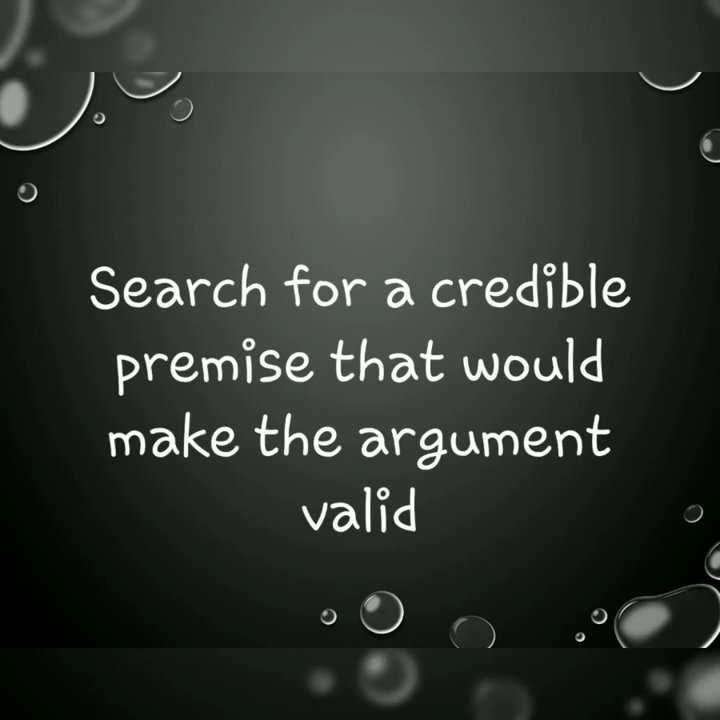 Search for a credible
premise that would
make the argument
valid